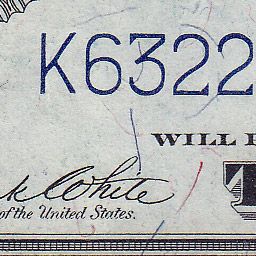 K6322
WILL
k White
of the United States.